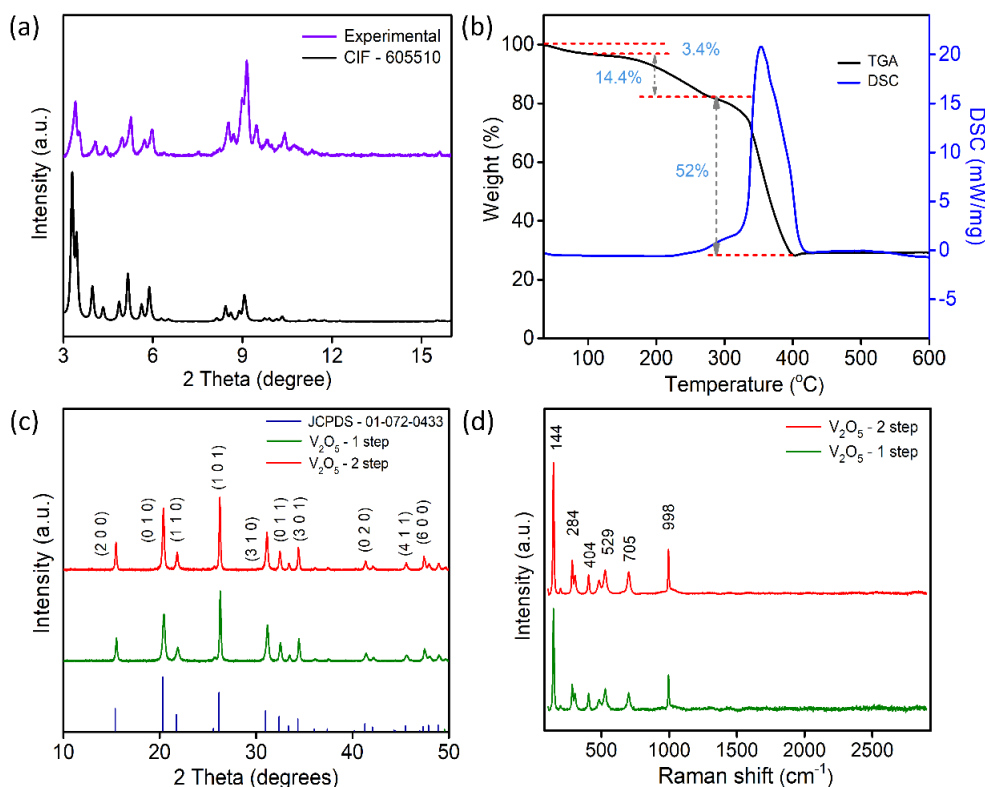 (a)
Experimental
CIF - 605510
Intensity (a.u.)
3 6 9 12 15
2 Theta (degree)
(b)
3.4%
14.4%
52%
TGA
DSC
100
80
60
40
20
0
Weight (%)
20
15
10
5
0
-5
DSC (mW/mg)
100 200 300 400 500 600
Temperature (°C)
(c)
JCPDS - 01-072-0433
V₂O₅ - 1 step
V₂O₅ - 2 step
(2 0 0)
(0 1 0)
(1 1 0)
(1 0 1)
(3 1 0)
(0 1 1)
(3 0 1)
(0 2 0)
(4 1 1)
(6 0 0)
Intensity (a.u.)
10 20 30 40 50
2 Theta (degrees)
(d)
V₂O₅ - 2 step
V₂O₅ - 1 step
144
284
404
529
705
998
Intensity (a.u.)
500 1000 1500 2000 2500
Raman shift (cm⁻¹)